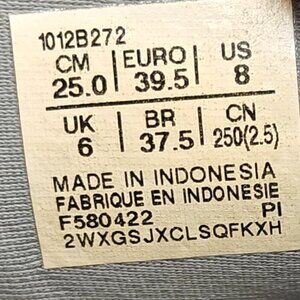 1012B272
CM EURO US
25.0 39.5 8
UK BR CN
6 37.5 250(2.5)
MADE IN INDONESIA
FABRIQUE EN INDONESIE
F580422 PI
2WXGSJXCLSQFKXH